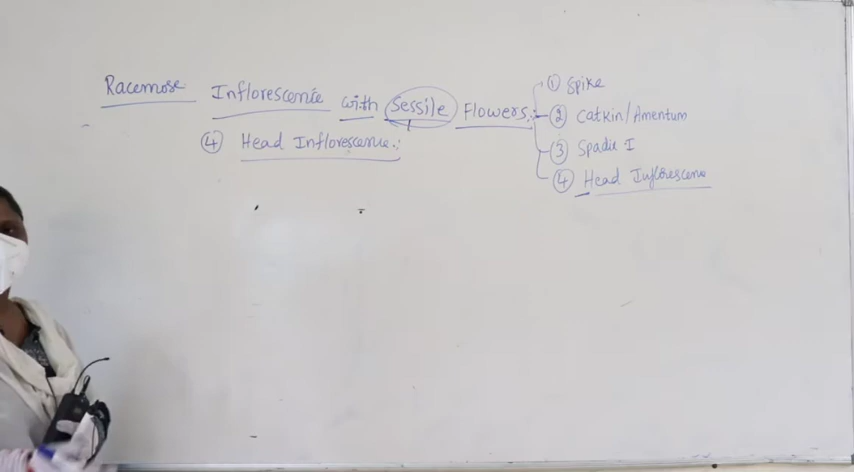 Racemose Inflorescence with Sessile Flowers:
① Spike
② Catkin/Amentum
③ Spadix I
④ Head Inflorescence
④ Head Inflorescence: